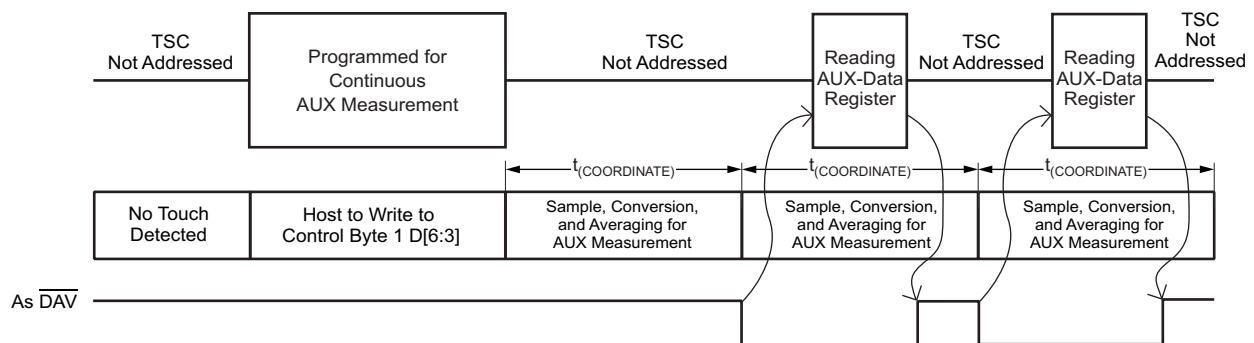 TSC
Not Addressed
Programmed for
Continuous
AUX Measurement
TSC
Not Addressed
Reading
AUX-Data
Register
TSC
Not Addressed
Reading
AUX-Data
Register
TSC
Not
Addressed
t(COORDINATE)
t(COORDINATE)
t(COORDINATE)
No Touch
Detected
Host to Write to
Control Byte 1 D[6:3]
Sample, Conversion,
and Averaging for
AUX Measurement
Sample, Conversion,
and Averaging for
AUX Measurement
Sample, Conversion,
and Averaging for
AUX Measurement
As DAV